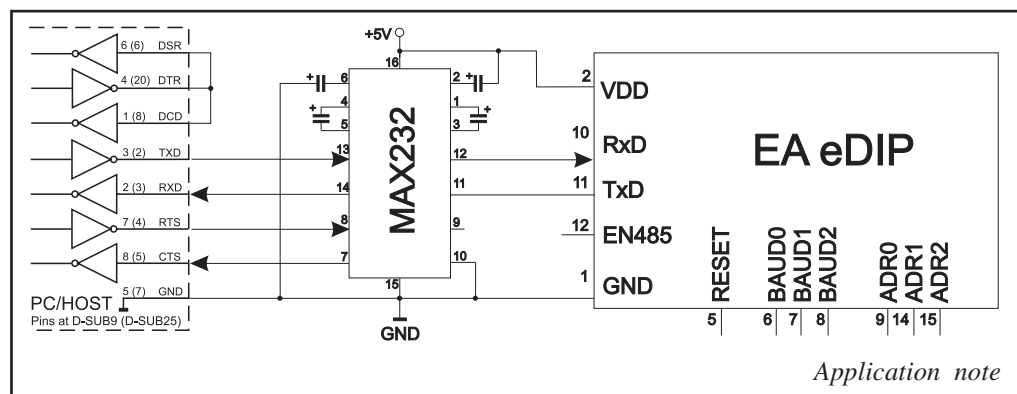 6 (6) DSR
4 (20) DTR
1 (8) DCD
3 (2) TXD
2 (3) RXD
7 (4) RTS
8 (5) CTS
5 (7) GND
PC/HOST
Pins at D-SUB9 (D-SUB25)
+5V
16
+ 6
4
+
5
13
14
8
7
15
MAX232
2 +
1
+
3
12
11
9
10
GND
2 VDD
10 RxD
11 TxD
12 EN485
1 GND
EA eDIP
RESET
BAUD0
BAUD1
BAUD2
ADR0
ADR1
ADR2
5 6 7 8 9 14 15
Application note